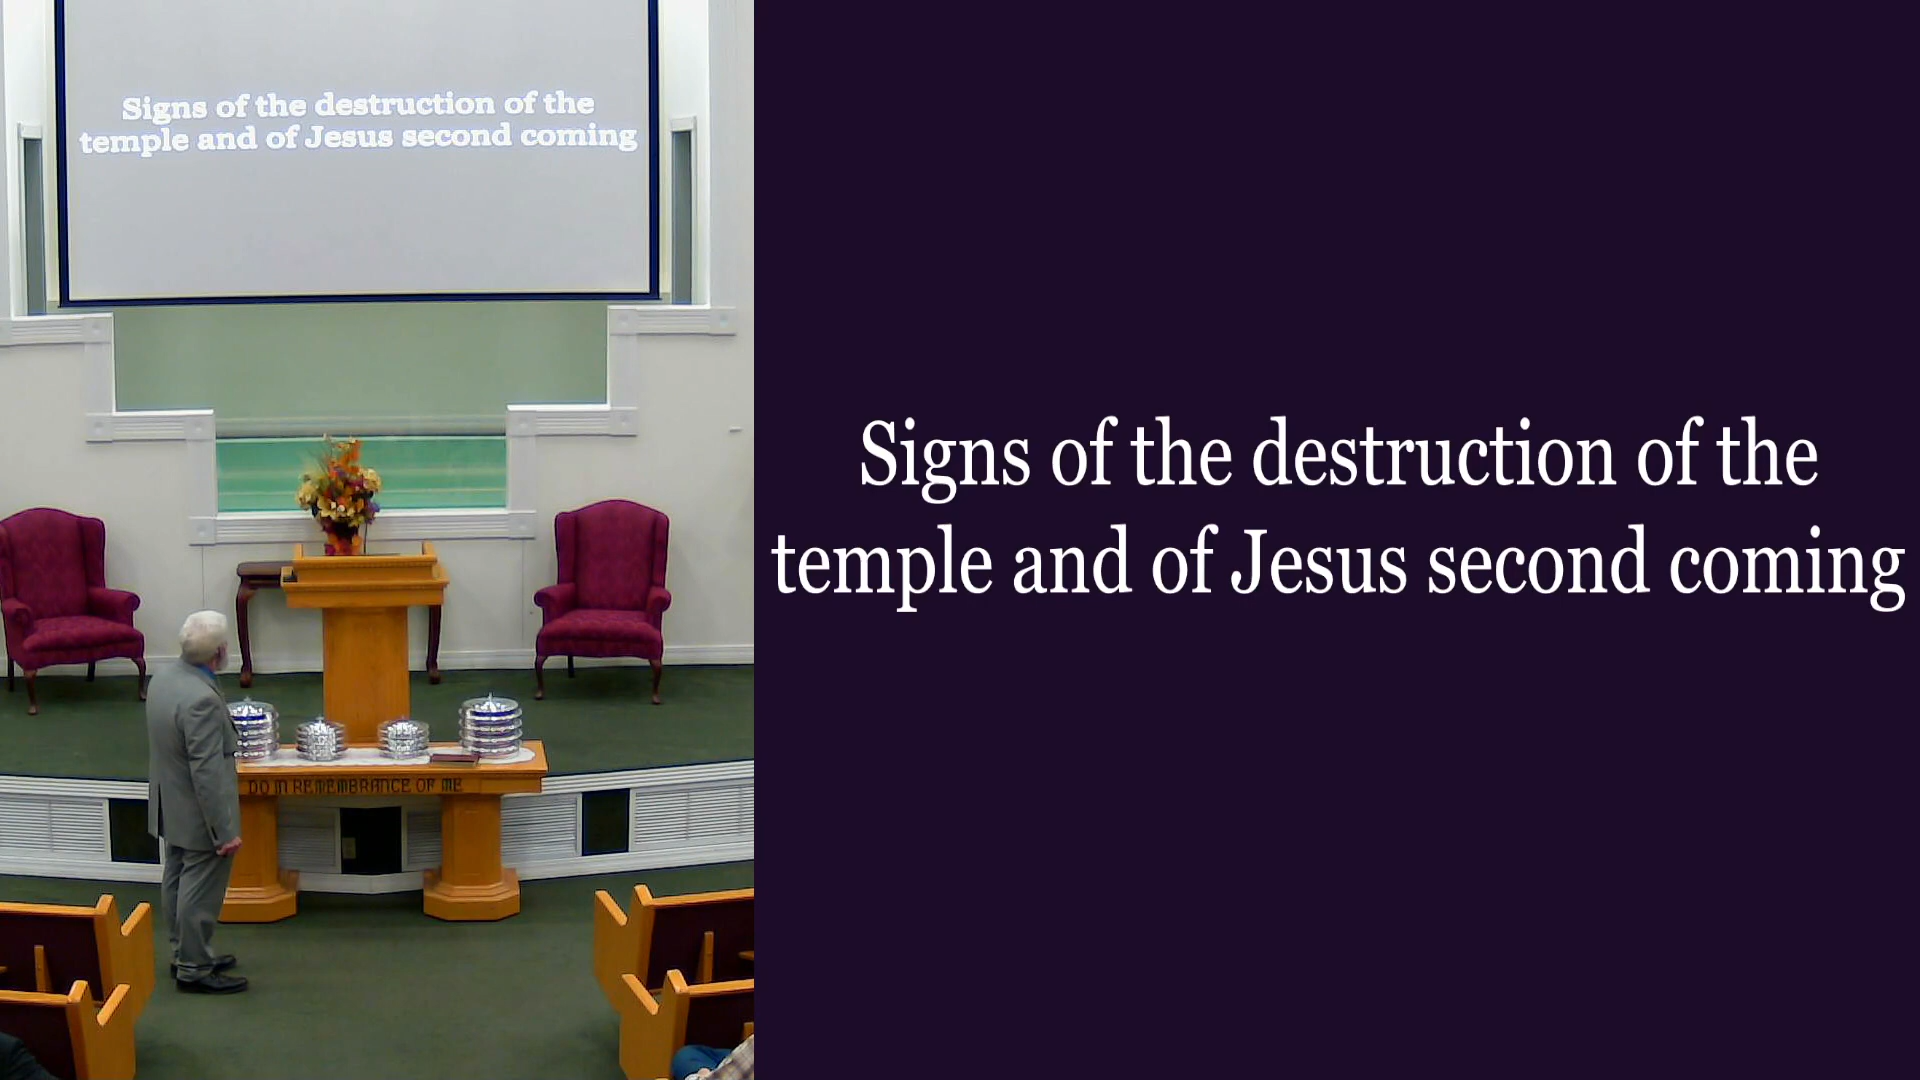 Signs of the destruction of the
temple and of Jesus second coming
DO IN REMEMBRANCE OF ME
Signs of the destruction of the
temple and of Jesus second coming